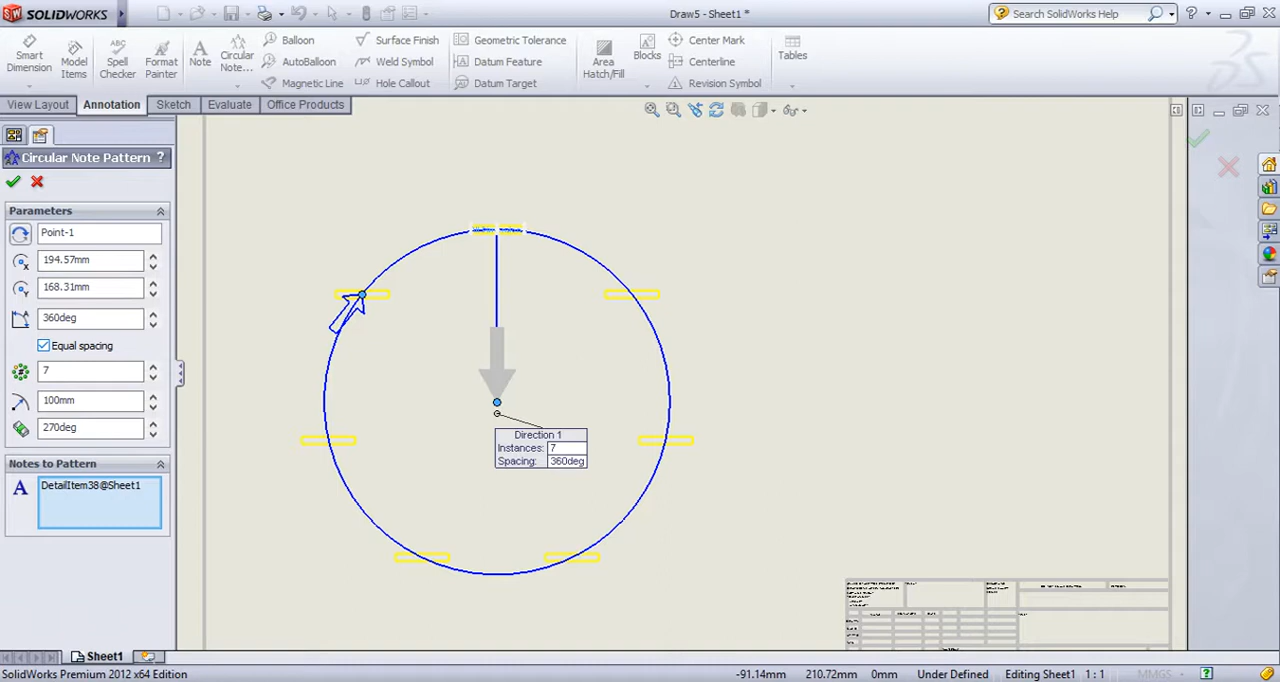 SOLIDWORKS
Draw5 - Sheet1 *
Search SolidWorks Help
Smart Dimension
Model Items
Spell Checker
Format Painter
Note
Circular Note...
Balloon
AutoBalloon
Magnetic Line
Surface Finish
Weld Symbol
Hole Callout
Geometric Tolerance
Datum Feature
Datum Target
Area Hatch/Fill
Blocks
Center Mark
Centerline
Revision Symbol
Tables
View Layout
Annotation
Sketch
Evaluate
Office Products
Circular Note Pattern ?
Parameters
Point-1
194.57mm
168.31mm
360deg
Equal spacing
7
100mm
270deg
Notes to Pattern
DetailItem38@Sheet1
Direction 1
Instances: 7
Spacing: 360deg
Sheet1
SolidWorks Premium 2012 x64 Edition
-91.14mm
210.72mm
0mm
Under Defined
Editing Sheet1
1 : 1
MMGS